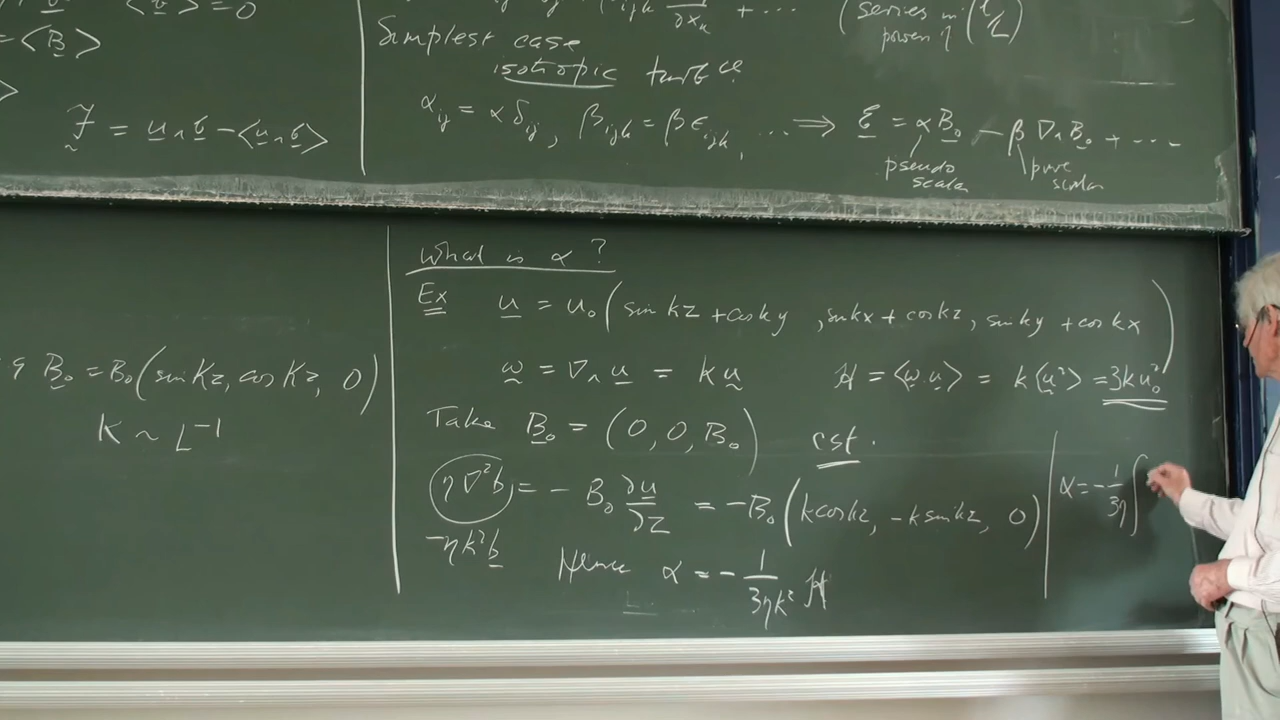 ⟨b⟩ = 0
= ⟨B⟩
>
𝓕 = u ∧ b − ⟨u ∧ b⟩
∂x_k + ....
(series in powers of (l/L))
Simplest case
isotropic turb ce
α_ij = α δ_ij , β_ijk = β ε_ijk , ... ⟹ ℰ = α B₀ − β ∇ ∧ B₀ + ....
pseudo scalar
pure scalar
B₀ = B₀ (sin Kz, cos Kz, 0)
K ~ L⁻¹
What is α ?
Ex u = u₀ (sin kz + cos ky , sin kx + cos kz, sin ky + cos kx)
ω = ∇ ∧ u = k u
ℋ = ⟨ω.u⟩ = k⟨u²⟩ = 3k u₀²
Take B₀ = (0, 0, B₀) cst.
η ∇² b = − B₀ ∂u/∂z = −B₀ (k cos kz, −k sin kz, 0)
−η k² b
Hence α = − 1/(3ηk²) ℋ
α = − 1/(3η) ∫